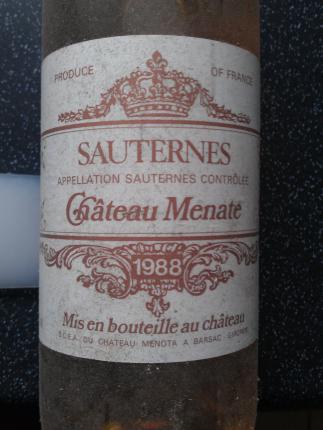 PRODUCE OF FRANCE
SAUTERNES
APPELLATION SAUTERNES CONTRÔLÉE
Château Menate
1988
Mis en bouteille au château
S.C.E.A. DU CHATEAU MENOTA A BARSAC GIRONDE